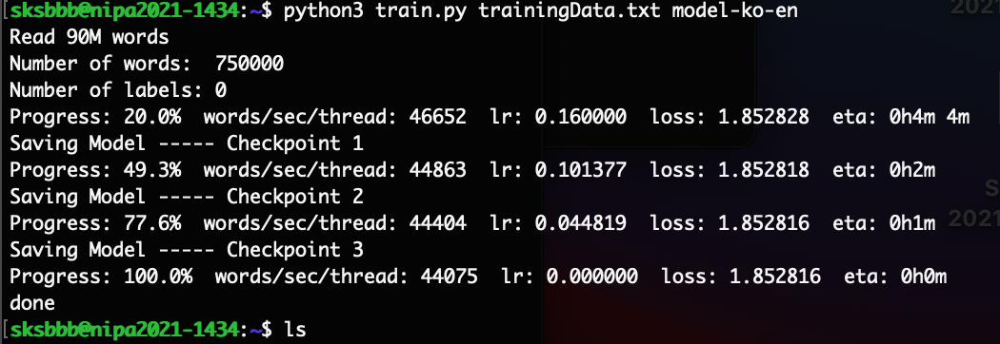 [sksbbb@nipa2021-1434:~$ python3 train.py trainingData.txt model-ko-en
Read 90M words
Number of words:  750000
Number of labels: 0
Progress: 20.0%  words/sec/thread: 46652  lr: 0.160000  loss: 1.852828  eta: 0h4m 4m
Saving Model ----- Checkpoint 1
Progress: 49.3%  words/sec/thread: 44863  lr: 0.101377  loss: 1.852818  eta: 0h2m
Saving Model ----- Checkpoint 2
Progress: 77.6%  words/sec/thread: 44404  lr: 0.044819  loss: 1.852816  eta: 0h1m
Saving Model ----- Checkpoint 3
Progress: 100.0%  words/sec/thread: 44075  lr: 0.000000  loss: 1.852816  eta: 0h0m
done
[sksbbb@nipa2021-1434:~$ ls
2021
S
2021